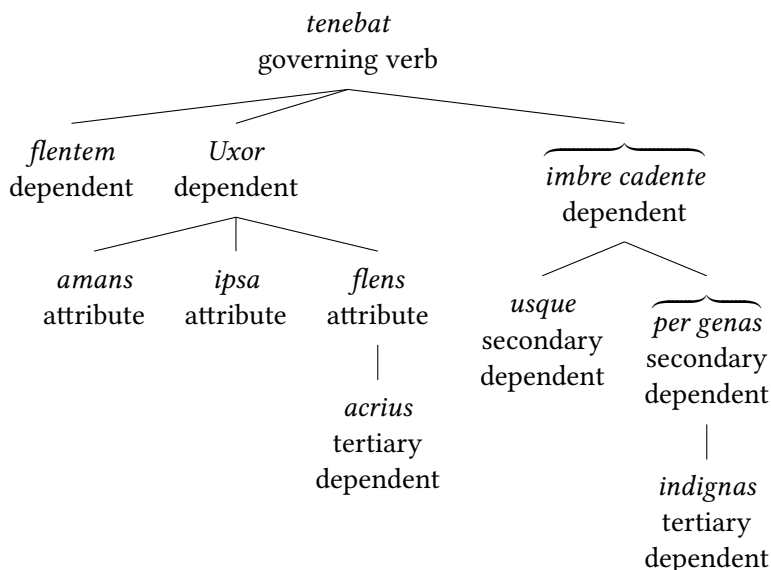 tenebat
governing verb
flentem
dependent
Uxor
dependent
imbre cadente
dependent
amans
attribute
ipsa
attribute
flens
attribute
usque
secondary
dependent
per genas
secondary
dependent
acrius
tertiary
dependent
indignas
tertiary
dependent